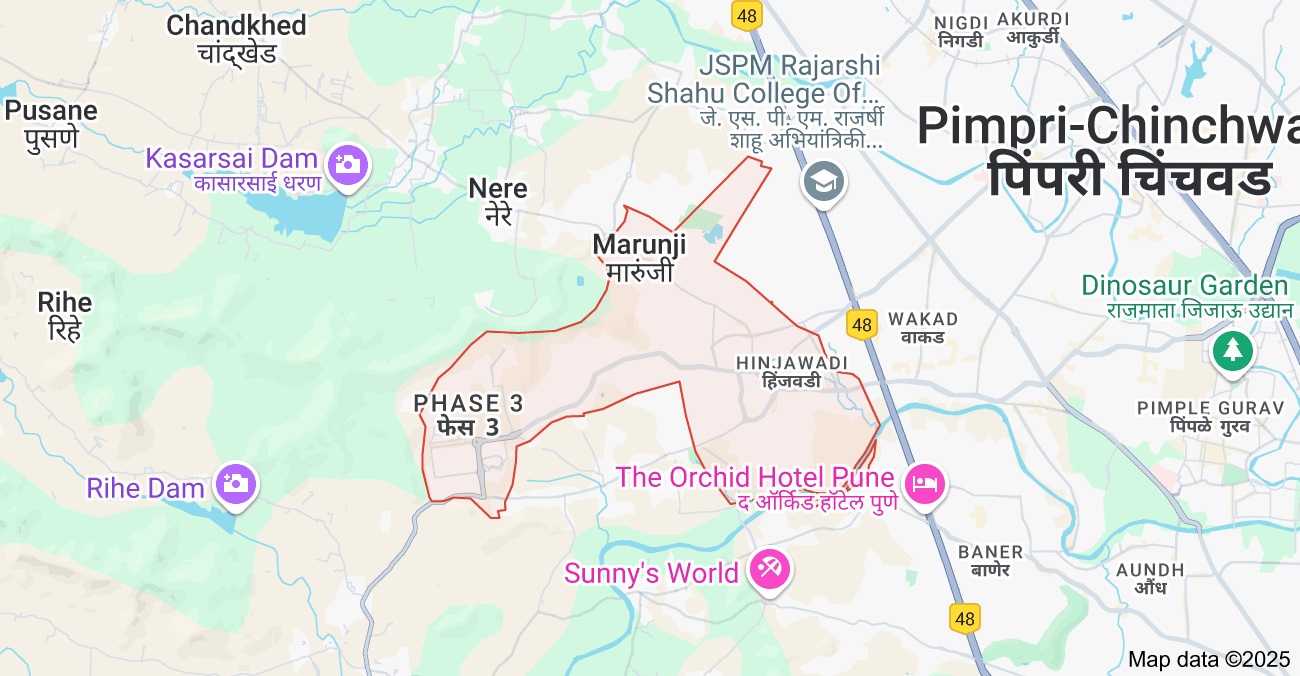 Chandkhed
चांद्खेड
48
NIGDI
निगडी
AKURDI
आकुर्डी
JSPM Rajarshi
Shahu College Of...
जे. एस. पी. एम. राजर्षी
शाहू अभियांत्रिकी...
Pusane
पुसणे
Pimpri-Chinchwa
पिंपरी चिंचवड
Kasarsai Dam
कासारसाई धरण
Nere
नेरे
Marunji
मारुंजी
Rihe
रिहे
Dinosaur Garden
राजमाता जिजाऊ उद्यान
48
WAKAD
वाकड
HINJAWADI
हिंजवडी
PHASE 3
फेस 3
PIMPLE GURAV
पिंपळे गुरव
Rihe Dam
The Orchid Hotel Pune
द ऑर्किड हॉटेल पुणे
Sunny's World
BANER
बाणेर
AUNDH
औंध
48
Map data ©2025